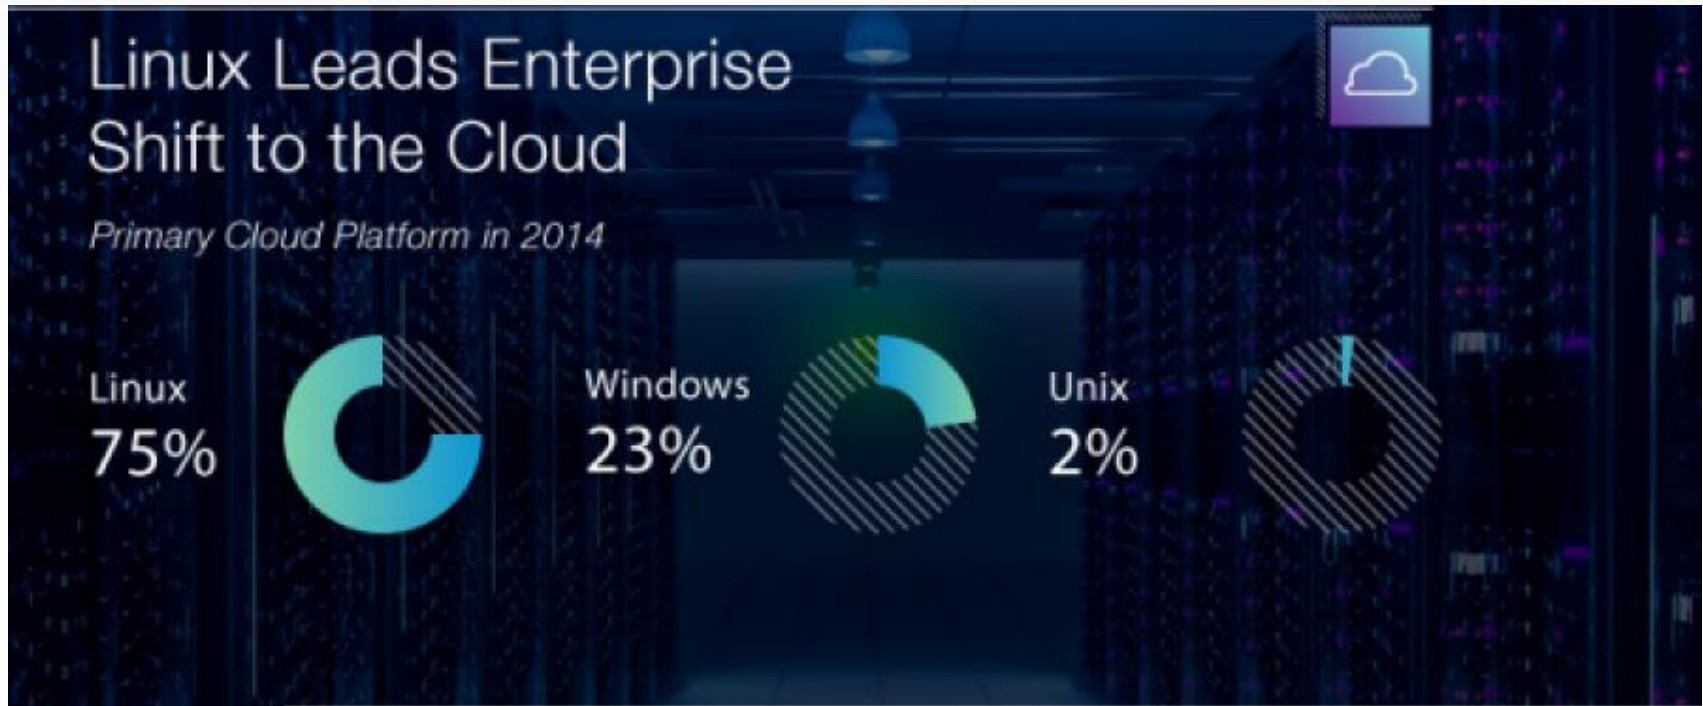 Linux Leads Enterprise
Shift to the Cloud
Primary Cloud Platform in 2014
Linux
75%
Windows
23%
Unix
2%